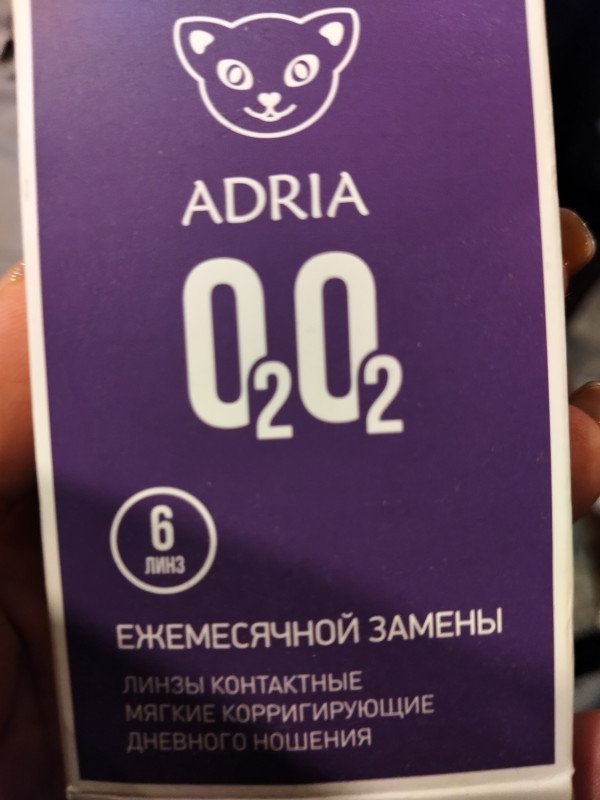 ADRIA
O2O2
6
ЛИНЗ
ЕЖЕМЕСЯЧНОЙ ЗАМЕНЫ
ЛИНЗЫ КОНТАКТНЫЕ
МЯГКИЕ КОРРИГИРУЮЩИЕ
ДНЕВНОГО НОШЕНИЯ